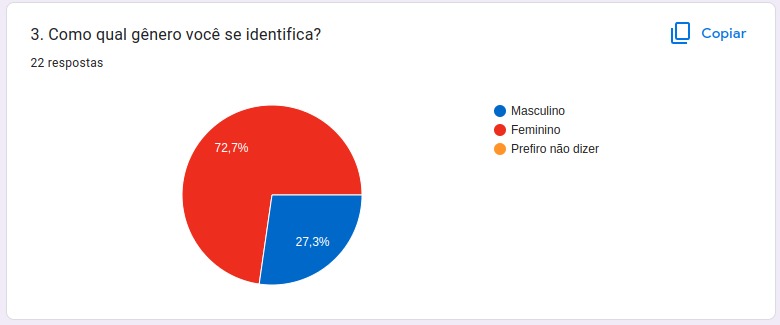 3. Como qual gênero você se identifica?
Copiar
22 respostas
Masculino
Feminino
Prefiro não dizer
72,7%
27,3%